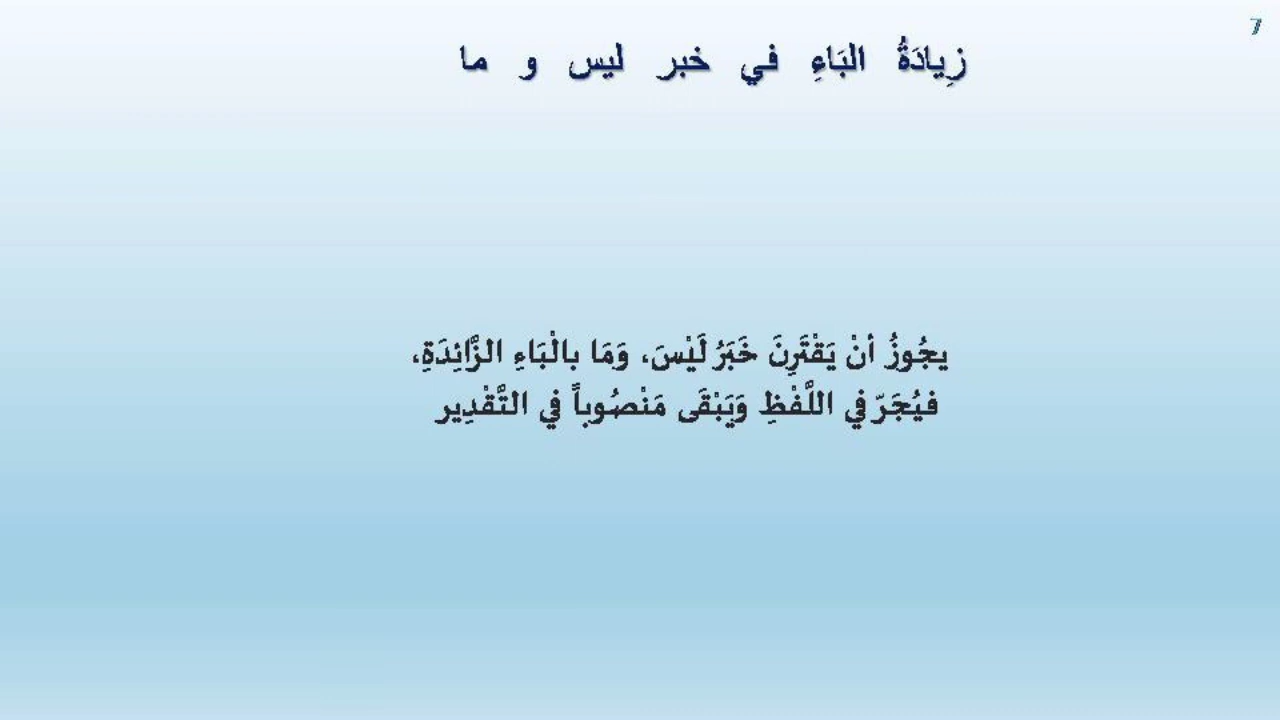 7
زِيادَةُ البَاءِ في خبر ليس و ما
يجُوزُ أنْ يَقْتَرِنَ خَبَرُ لَيْسَ، وَمَا بالْبَاءِ الزَّائِدَةِ،
فيُجَرّ في اللَّفْظِ وَيَبْقَى مَنْصُوباً في التَّقْدِير